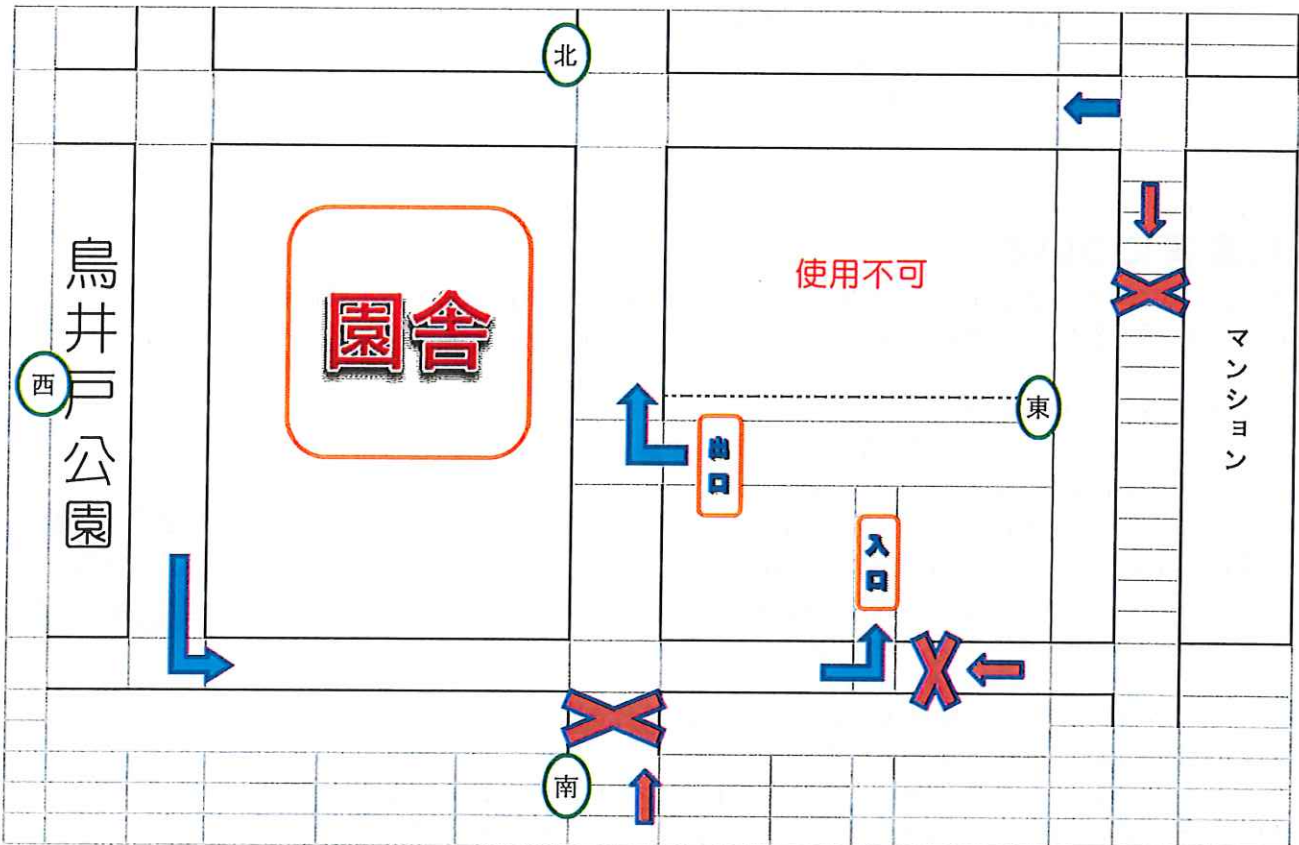 北
鳥井戸公園
西
園舎
使用不可
東
マンション
出口
入口
南